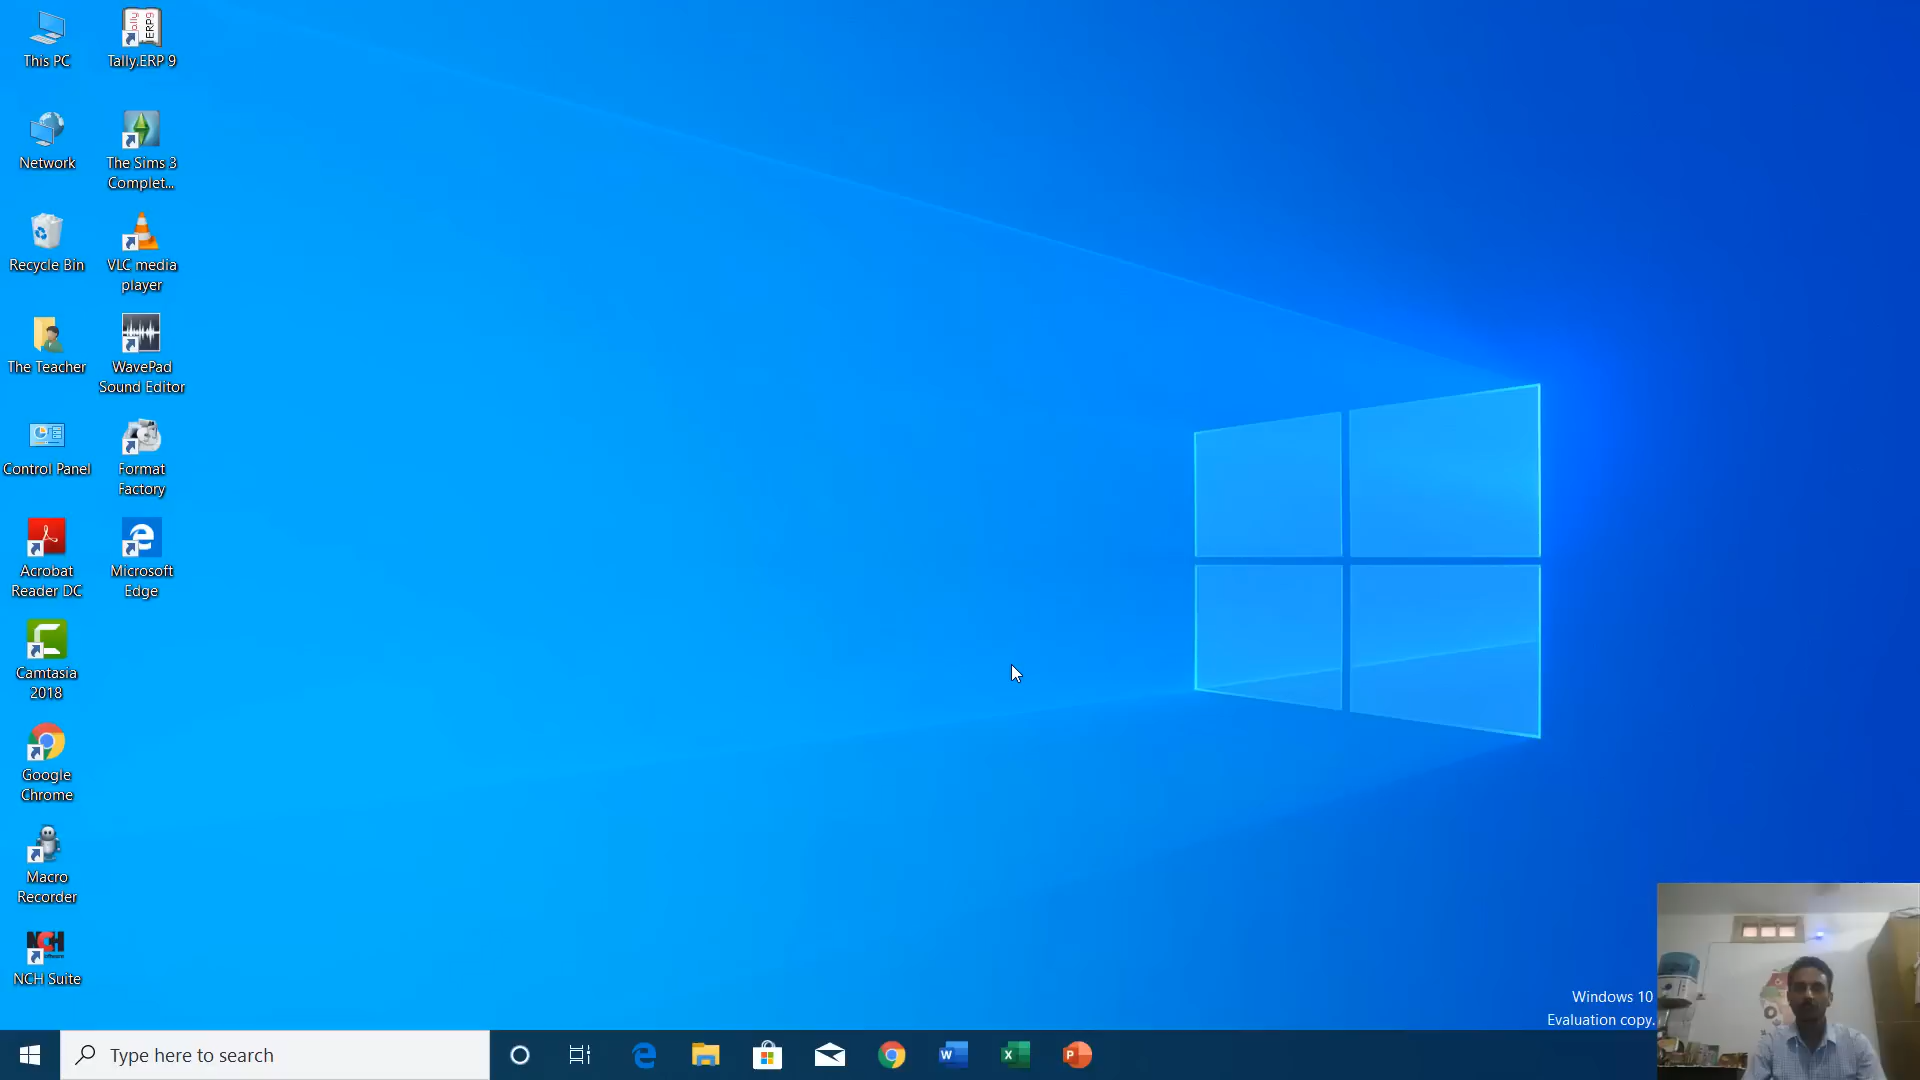 This PC
Tally.ERP 9
Network
The Sims 3
Complet...
Recycle Bin
VLC media
player
The Teacher
WavePad
Sound Editor
Control Panel
Format
Factory
Acrobat
Reader DC
Microsoft
Edge
Camtasia
2018
Google
Chrome
Macro
Recorder
NCH Suite
Windows 10
Evaluation copy.
Type here to search